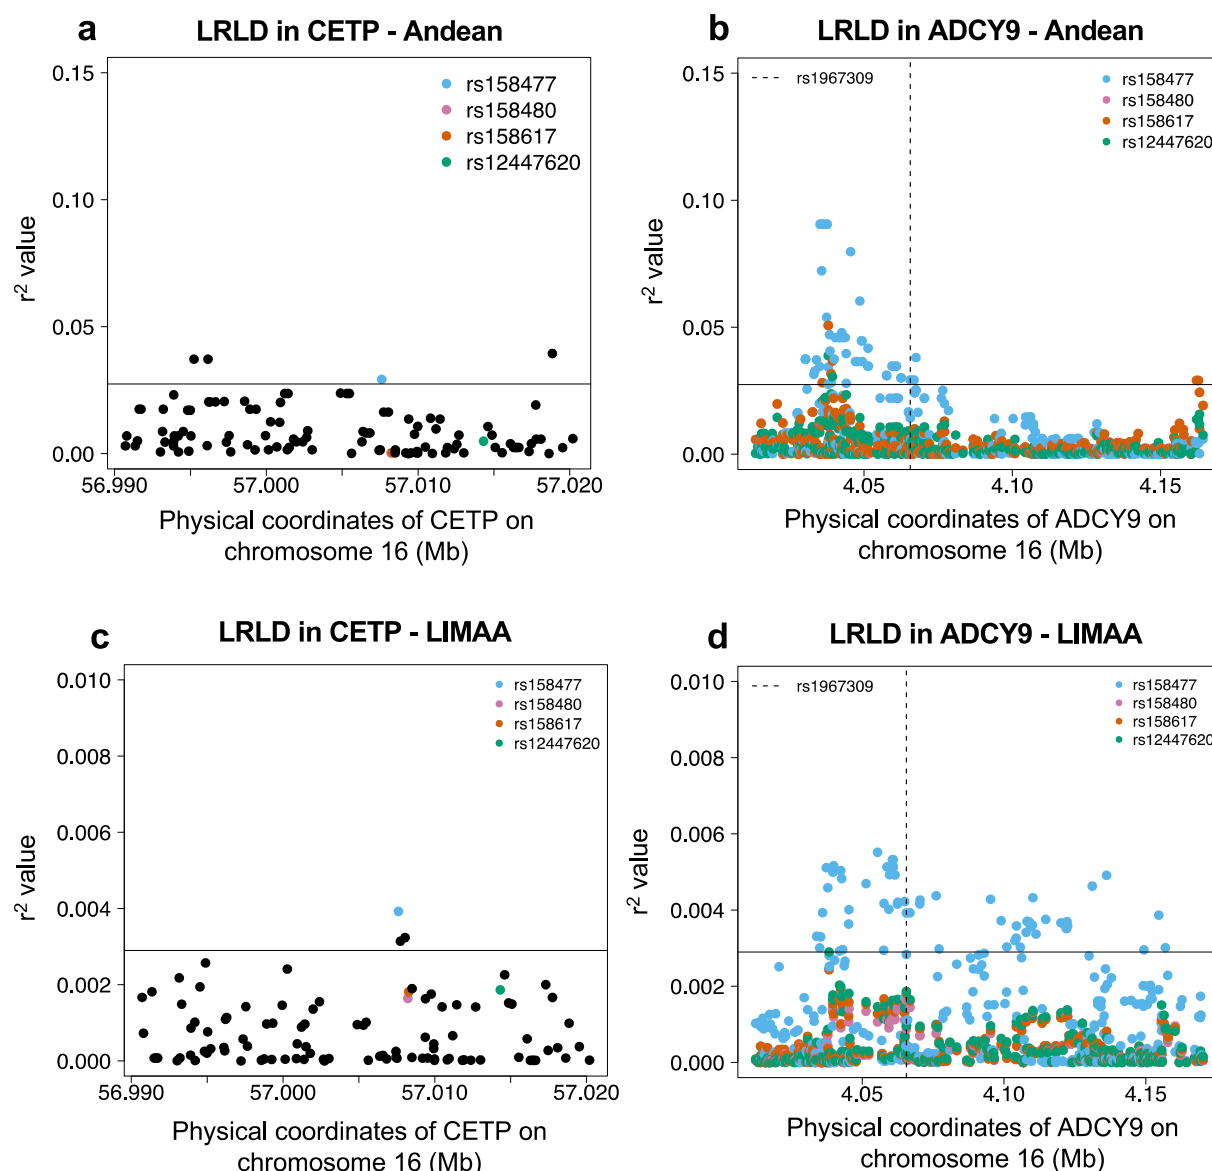 a
LRLD in CETP - Andean
0.15
0.10
0.05
0.00
r² value
rs158477
rs158480
rs158617
rs12447620
56.990
57.000
57.010
57.020
Physical coordinates of CETP on
chromosome 16 (Mb)
b
LRLD in ADCY9 - Andean
0.15
0.10
0.05
0.00
r² value
rs1967309
rs158477
rs158480
rs158617
rs12447620
4.05
4.10
4.15
Physical coordinates of ADCY9 on
chromosome 16 (Mb)
c
LRLD in CETP - LIMAA
0.010
0.008
0.006
0.004
0.002
0.000
r² value
rs158477
rs158480
rs158617
rs12447620
56.990
57.000
57.010
57.020
Physical coordinates of CETP on
chromosome 16 (Mb)
d
LRLD in ADCY9 - LIMAA
0.010
0.008
0.006
0.004
0.002
0.000
r² value
rs1967309
rs158477
rs158480
rs158617
rs12447620
4.05
4.10
4.15
Physical coordinates of ADCY9 on
chromosome 16 (Mb)